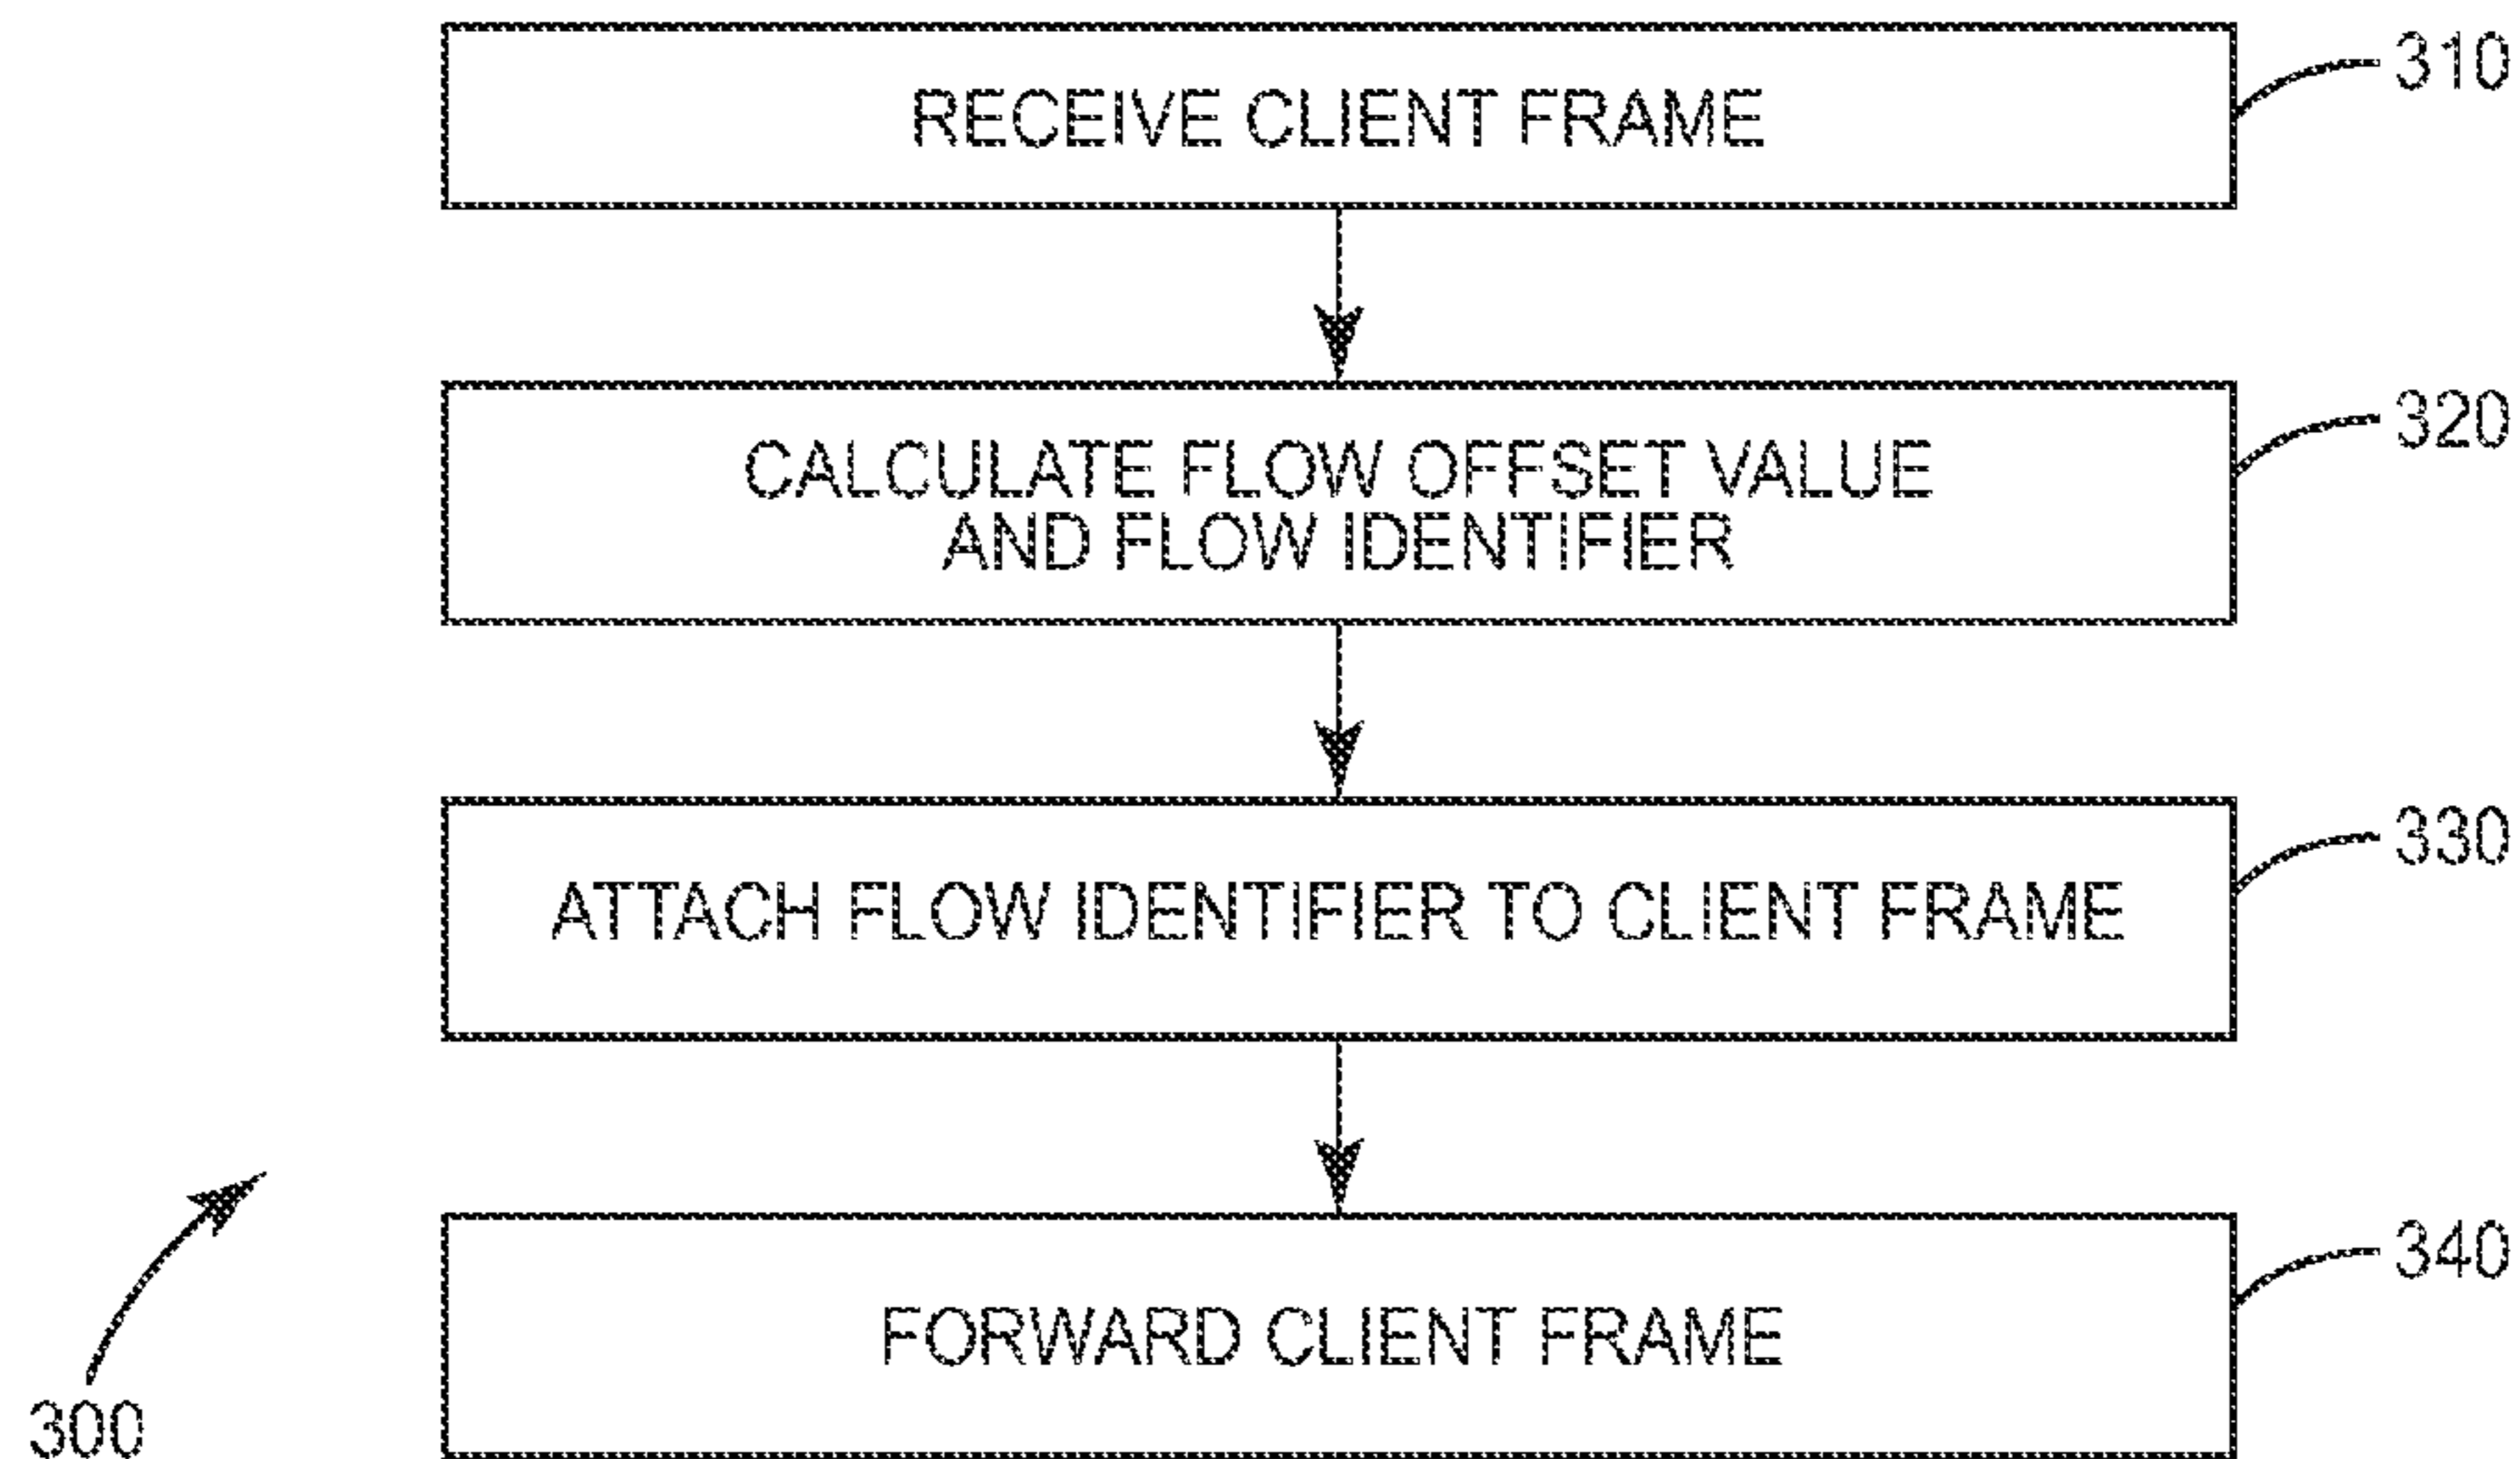 RECEIVE CLIENT FRAME
310
CALCULATE FLOW OFFSET VALUE
AND FLOW IDENTIFIER
320
ATTACH FLOW IDENTIFIER TO CLIENT FRAME
330
FORWARD CLIENT FRAME
340
300